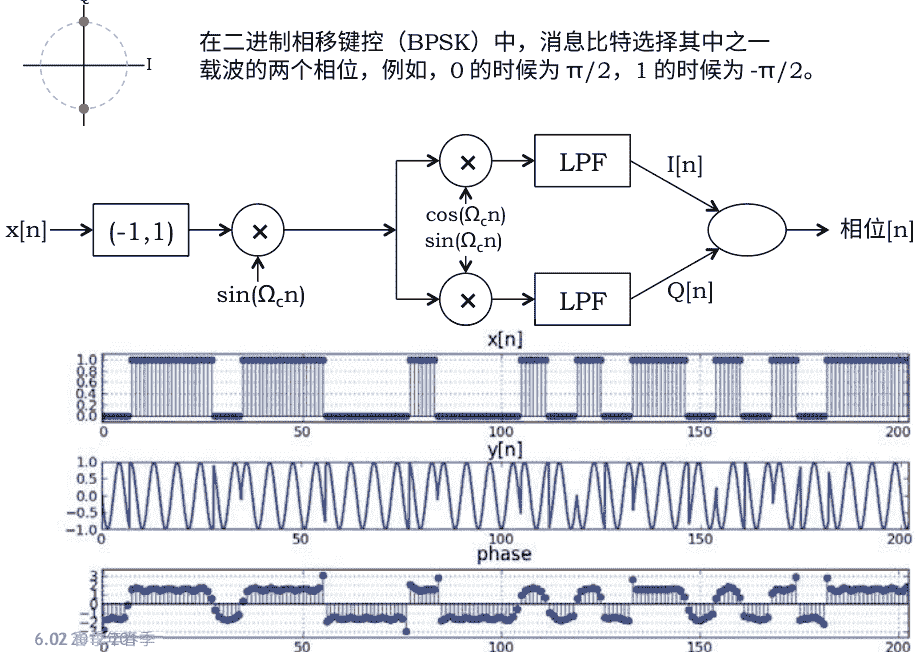 Q
I
在二进制相移键控（BPSK）中，消息比特选择其中之一
载波的两个相位，例如，0 的时候为 π/2，1 的时候为 -π/2。
x[n]
(-1,1)
×
sin(Ωcn)
×
LPF
I[n]
cos(Ωcn)
sin(Ωcn)
相位[n]
×
LPF
Q[n]
x[n]
1.0
0.8
0.6
0.4
0.2
0.0
0 50 100 150 200
y[n]
1.0
0.5
0.0
−0.5
−1.0
0 50 100 150 200
phase
3
2
1
0
−1
−2
0 50 100 150 200
6.02
春季